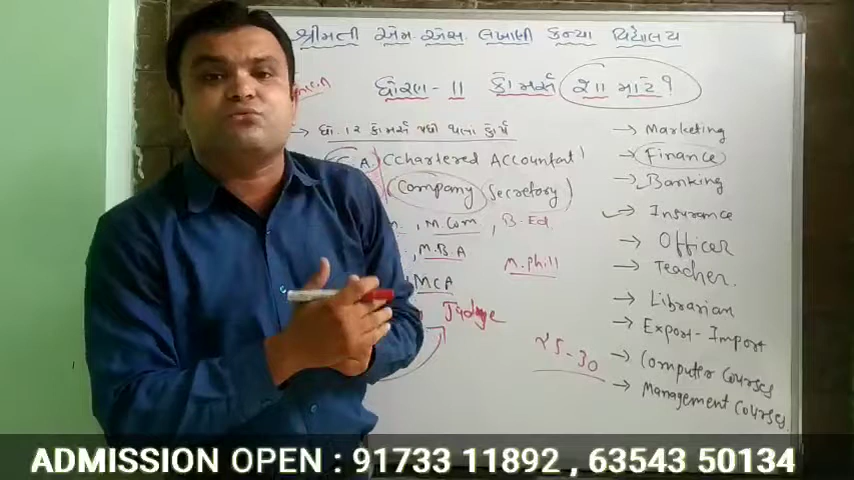 શ્રીમતી એમ એસ લખાણી કન્યા વિદ્યાલય
ધોરણ - 11 કોમર્સ શા માટે ?
→ ધો. 12 કોમર્સ પછી થતા કોર્ષ
C.A. (Chartered Accountant)
(Company Secretory)
M.Com, B-Ed
M.B.A
M.phill
MCA
Judge
૨૫-૩૦
→ Marketing
→ Finance
→ Banking
→ Insurance
→ Officer
→ Teacher.
→ Librarian
→ Export-Import
→ Computer Courses
→ Management Courses.
ADMISSION OPEN : 91733 11892 , 63543 50134